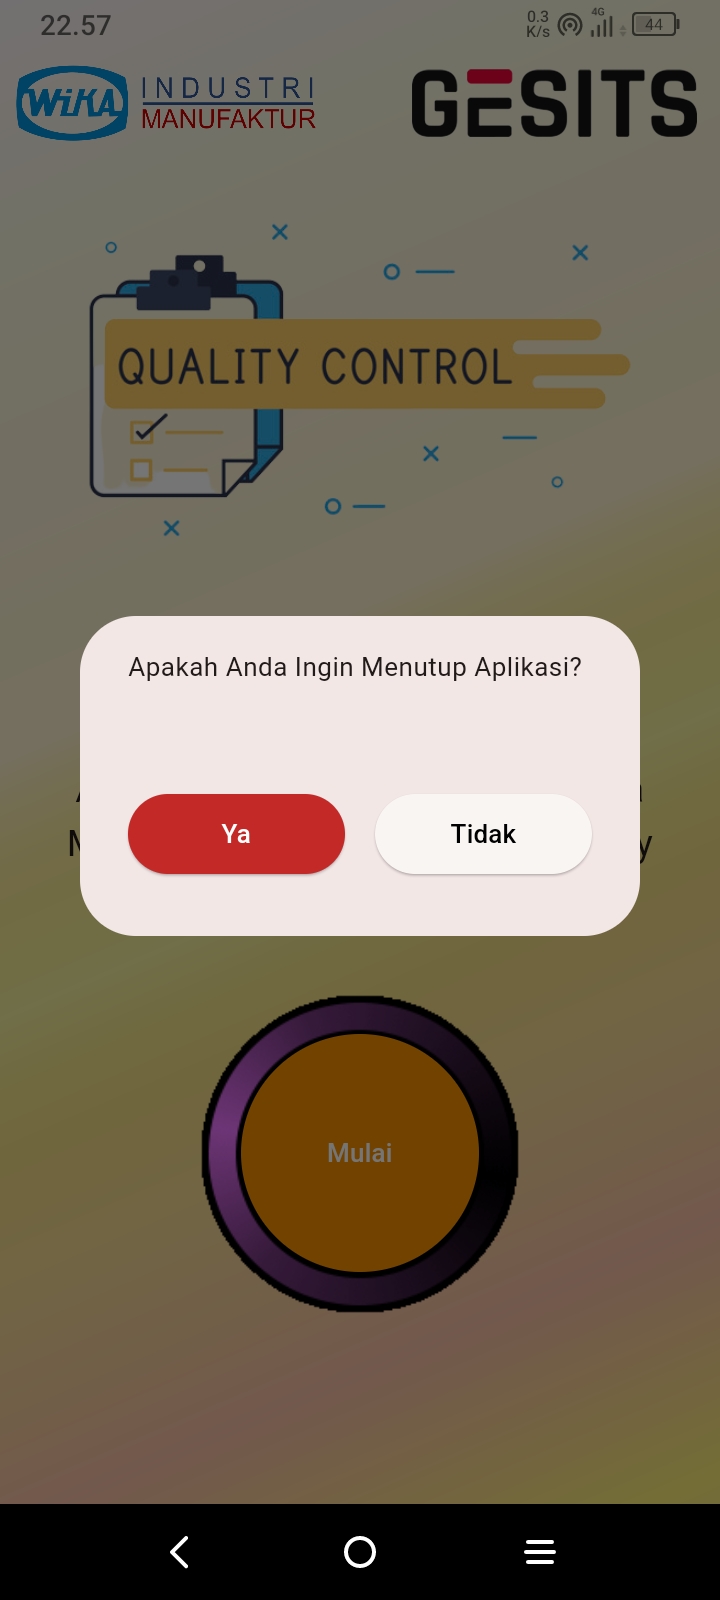 22.57
0.3
K/s
4G
44
WiKA
INDUSTRI
MANUFAKTUR
GESITS
QUALITY CONTROL
Apakah Anda Ingin Menutup Aplikasi?
Ya
Tidak
Mulai